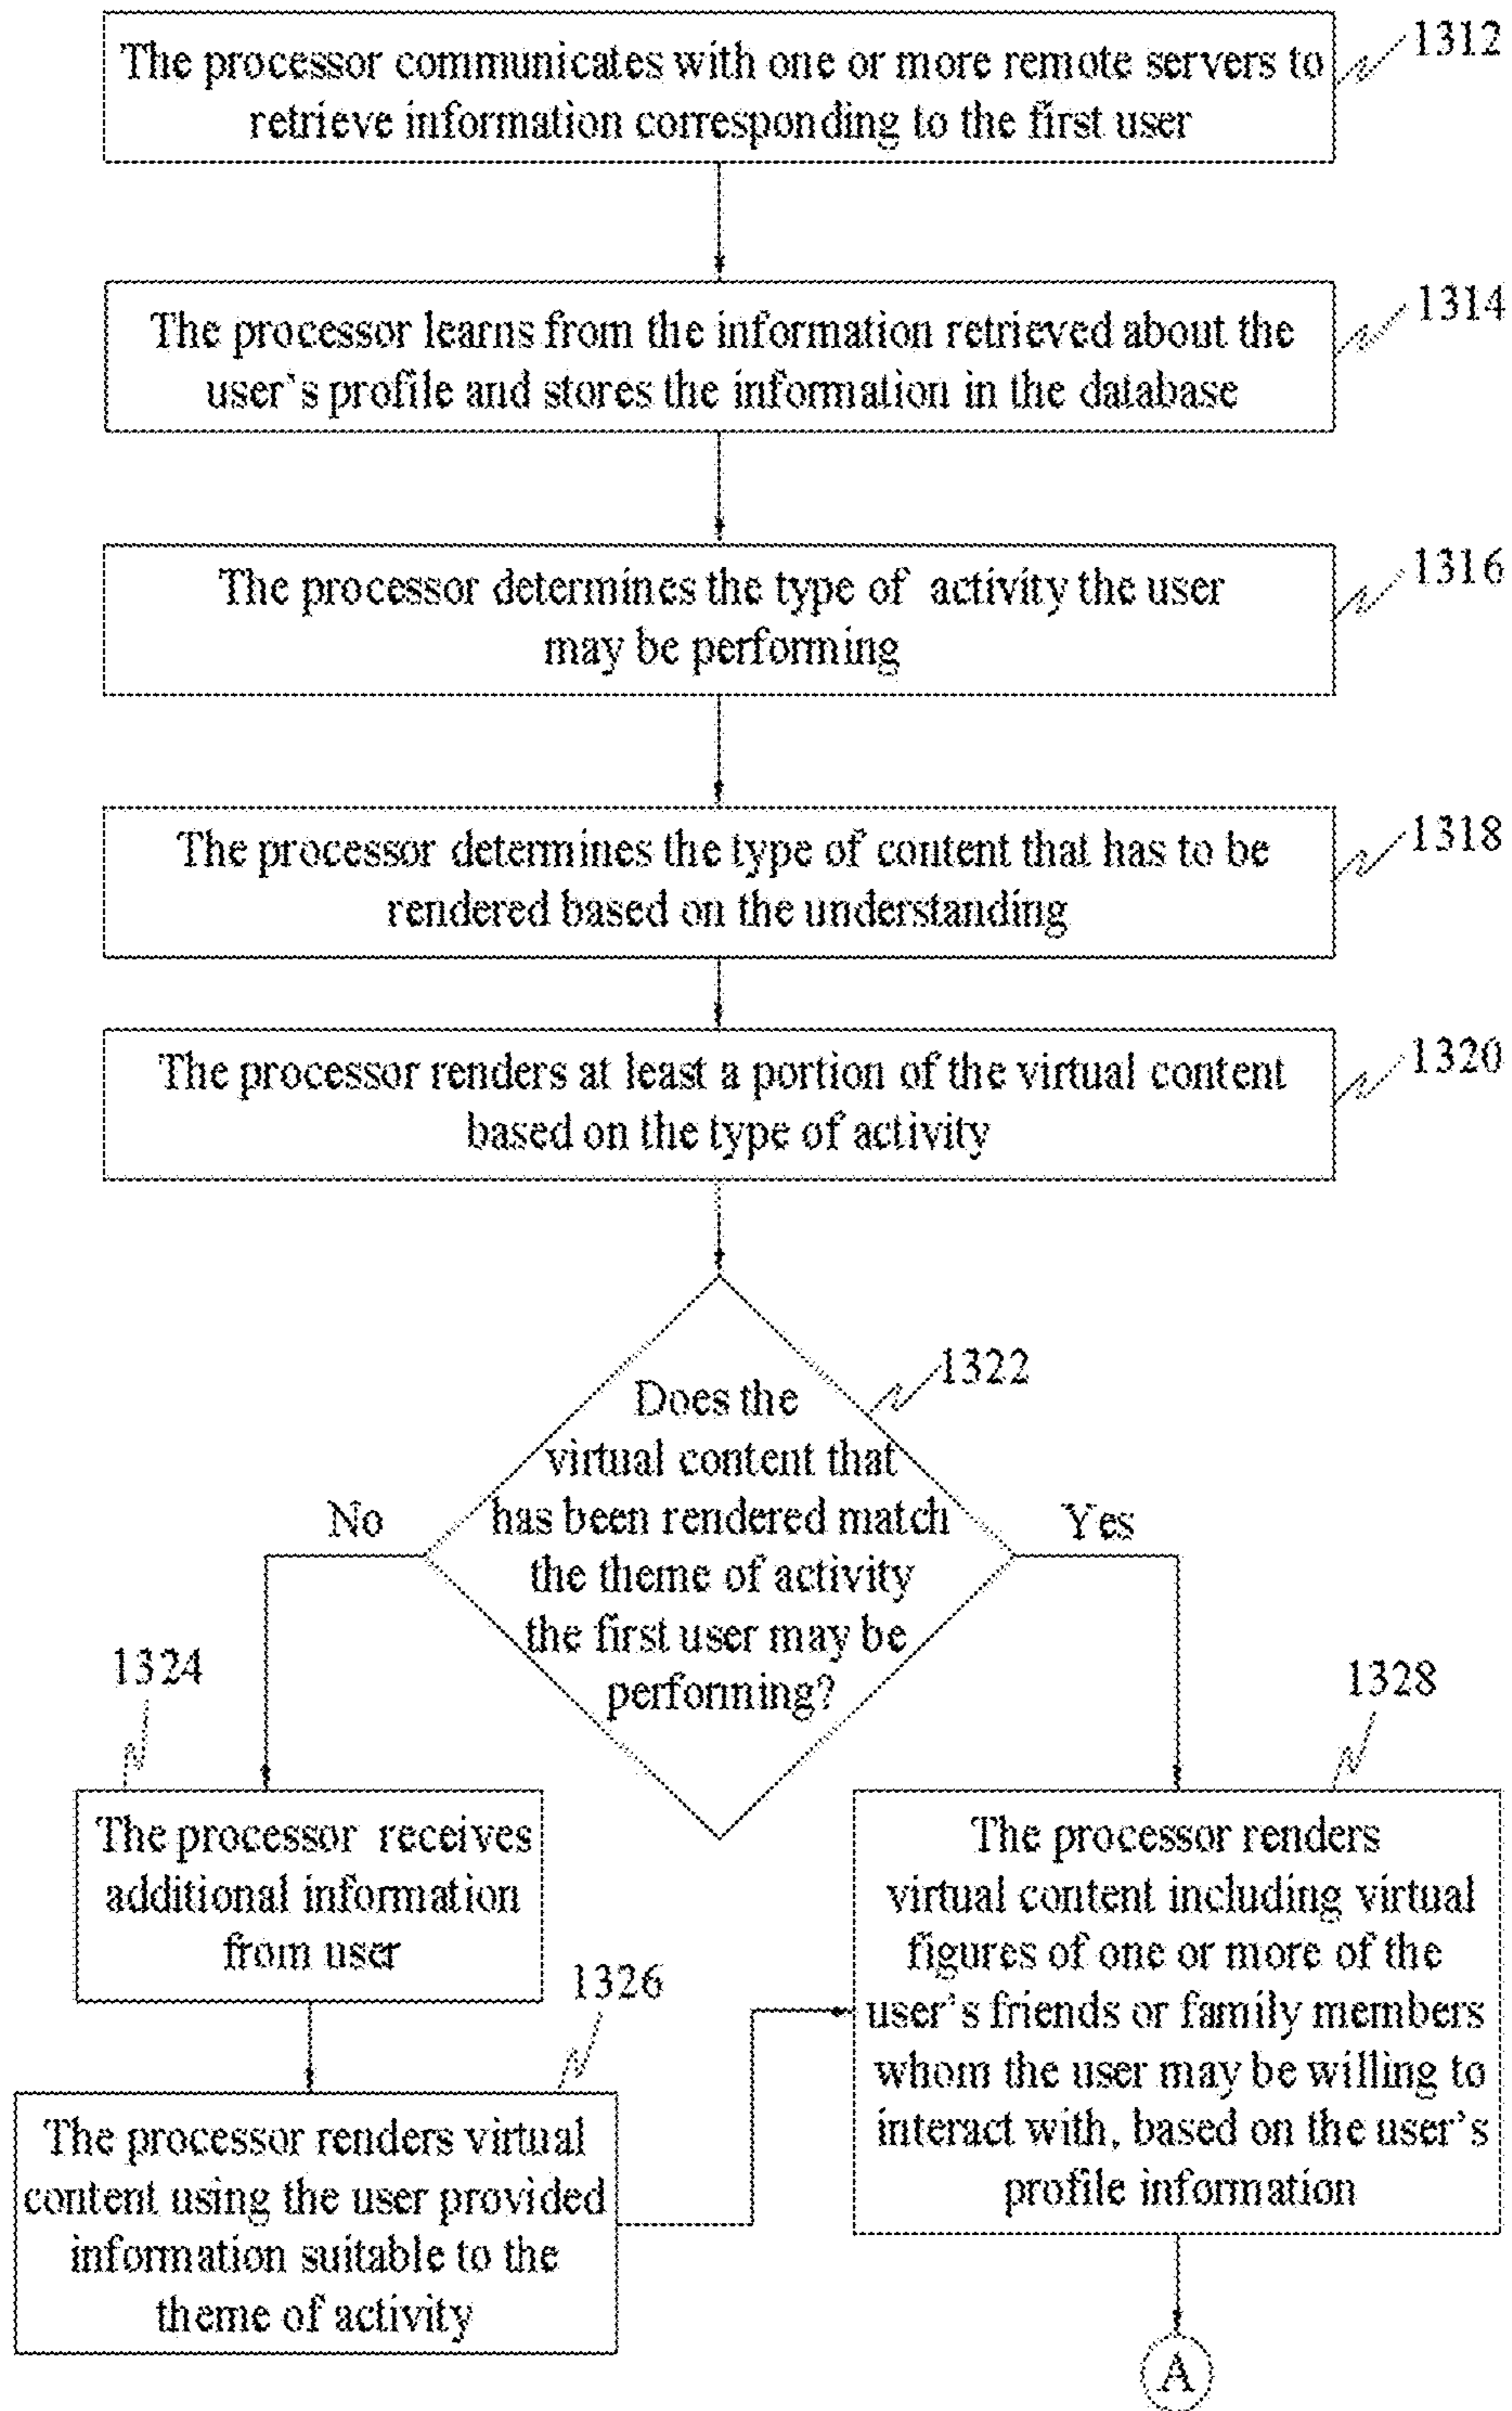 The processor communicates with one or more remote servers to
retrieve information corresponding to the first user
1312
The processor learns from the information retrieved about the
user's profile and stores the information in the database
1314
The processor determines the type of activity the user
may be performing
1316
The processor determines the type of content that has to be
rendered based on the understanding
1318
The processor renders at least a portion of the virtual content
based on the type of activity
1320
1322
Does the
virtual content that
has been rendered match
the theme of activity
the first user may be
performing?
No
Yes
1324
The processor receives
additional information
from user
1326
The processor renders virtual
content using the user provided
information suitable to the
theme of activity
1328
The processor renders
virtual content including virtual
figures of one or more of the
user's friends or family members
whom the user may be willing to
interact with, based on the user's
profile information
A